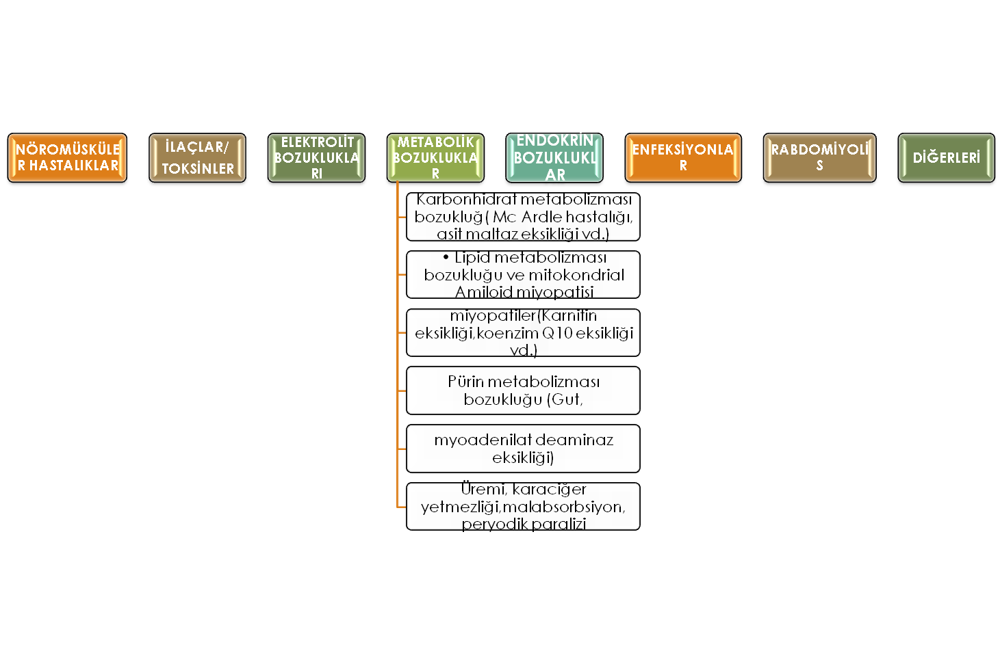 NÖROMÜSKÜLE
R HASTALIKLAR
İLAÇLAR/
TOKSİNLER
ELEKTROLİT
BOZUKLUKLA
RI
METABOLİK
BOZUKLUKLA
R
ENDOKRİN
BOZUKLUKL
AR
ENFEKSİYONLA
R
RABDOMİYOLİ
S
DİĞERLERİ
Karbonhidrat metabolizması
bozukluğ( Mc Ardle hastalığı,
asit maltaz eksikliği vd.)
• Lipid metabolizması
bozukluğu ve mitokondrial
Amiloid miyopatisi
miyopatiler(Karnitin
eksikliği,koenzim Q10 eksikliği
vd.)
Pürin metabolizması
bozukluğu (Gut,
myoadenilat deaminaz
eksikliği)
Üremi, karaciğer
yetmezliği,malabsorbsiyon,
peryodik paralizi